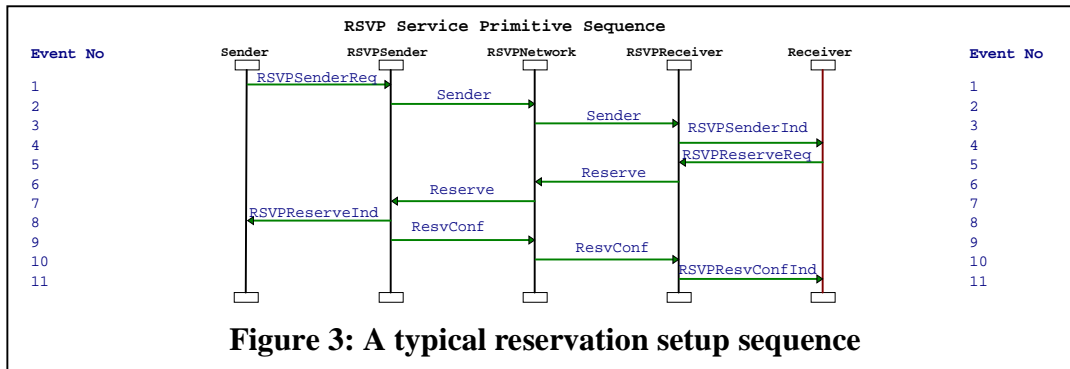 RSVP Service Primitive Sequence
Event No Sender RSVPSender RSVPNetwork RSVPReceiver Receiver Event No
RSVPSenderReq
1 1
Sender
2 2
Sender
3 3
RSVPSenderInd
4 4
RSVPReserveReq
5 5
Reserve
6 6
Reserve
7 7
RSVPReserveInd
8 8
ResvConf
9 9
ResvConf
10 10
RSVPResvConfInd
11 11
Figure 3: A typical reservation setup sequence